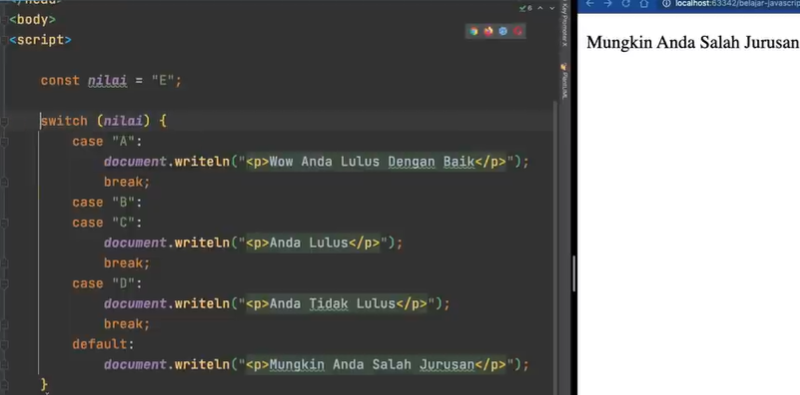 <body>
<script>
const nilai = "E";
switch (nilai) {
case "A":
document.writeln("<p>Wow Anda Lulus Dengan Baik</p>");
break;
case "B":
case "C":
document.writeln("<p>Anda Lulus</p>");
break;
case "D":
document.writeln("<p>Anda Tidak Lulus</p>");
break;
default:
document.writeln("<p>Mungkin Anda Salah Jurusan</p>");
}
localhost:63342/belajar-javascrip
Mungkin Anda Salah Jurusan